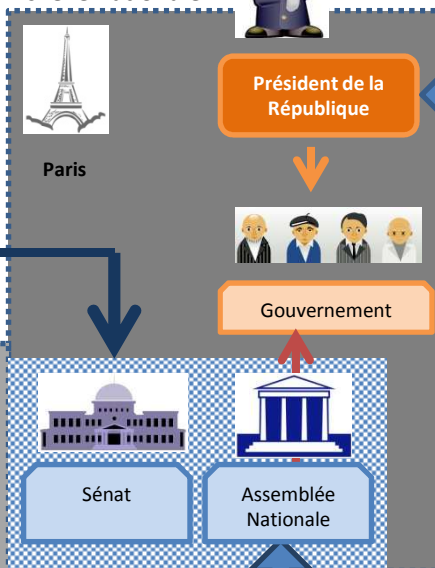 Président de la
République
Paris
Gouvernement
Sénat
Assemblée
Nationale